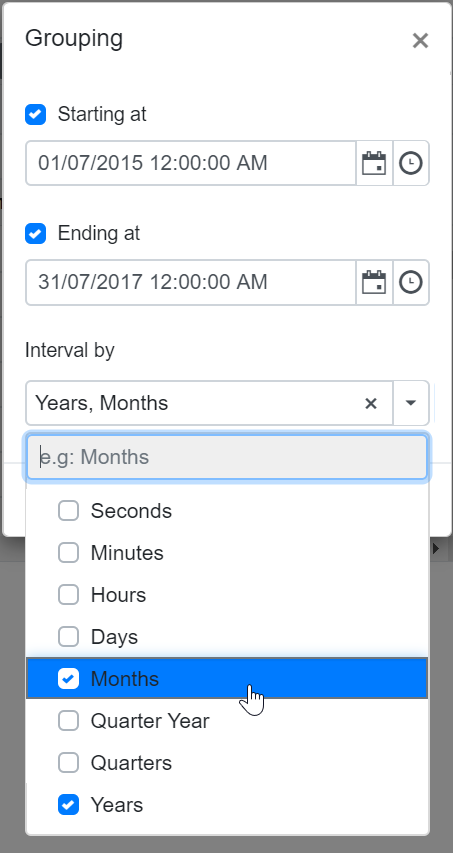 Grouping
Starting at
01/07/2015 12:00:00 AM
Ending at
31/07/2017 12:00:00 AM
Interval by
Years, Months
e.g: Months
Seconds
Minutes
Hours
Days
Months
Quarter Year
Quarters
Years